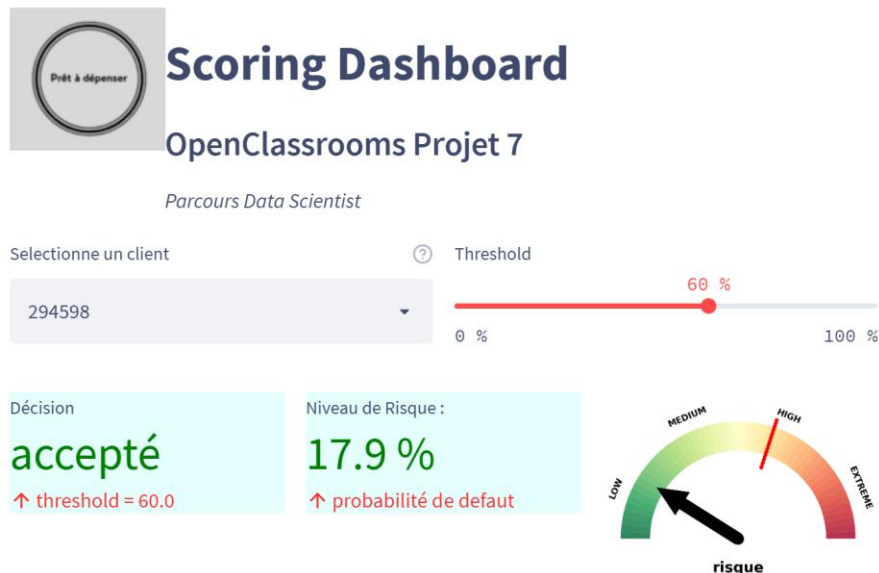 Prêt à dépenser
Scoring Dashboard
OpenClassrooms Projet 7
Parcours Data Scientist
Selectionne un client
294598
Threshold
60 %
0 %
100 %
Décision
accepté
↑ threshold = 60.0
Niveau de Risque :
17.9 %
↑ probabilité de defaut
LOW
MEDIUM
HIGH
EXTREME
risque